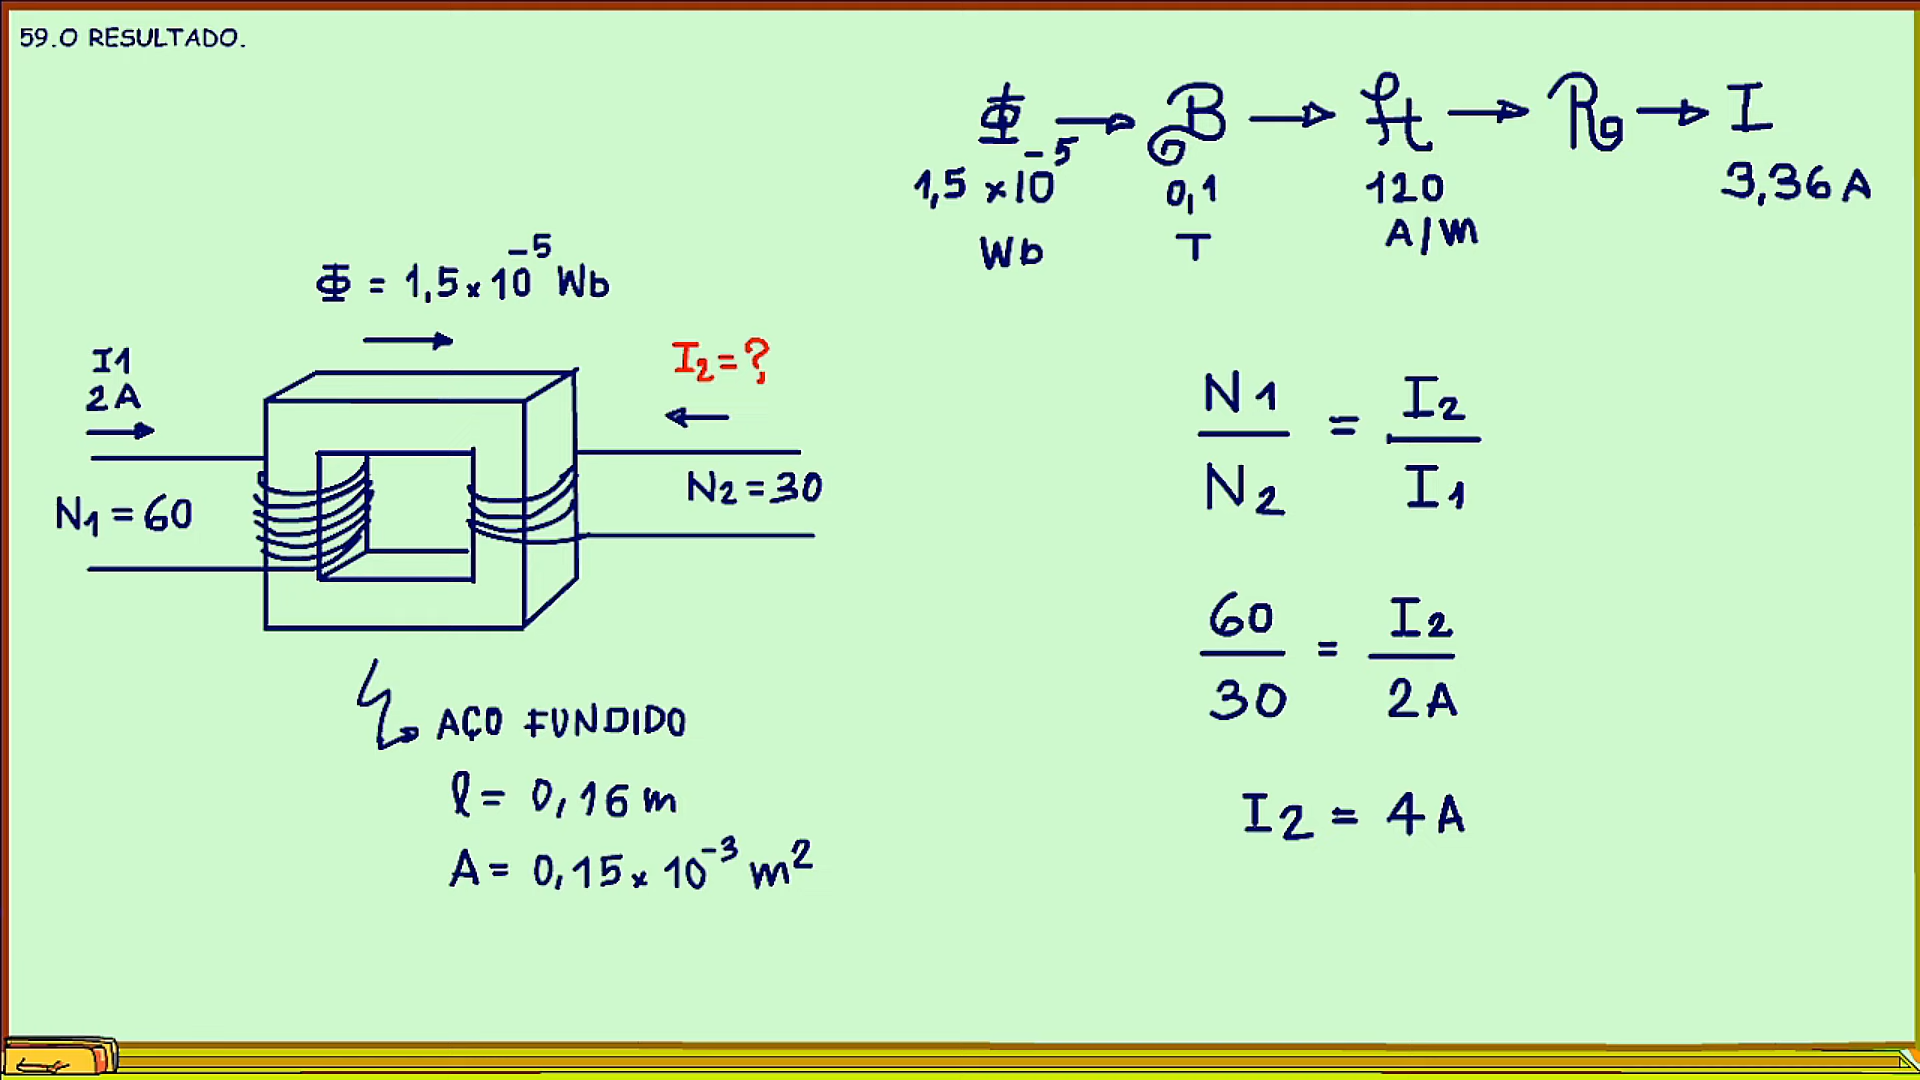 59.O RESULTADO.
Φ → B → H → R → I
1,5 × 10⁻⁵ Wb
0,1 T
120 A/m
3,36 A
Φ = 1,5 × 10⁻⁵ Wb
I1
2A
I2 = ?
N1 = 60
N2 = 30
AÇO FUNDIDO
l = 0,16 m
A = 0,15 × 10⁻³ m²
N1 / N2 = I2 / I1
60 / 30 = I2 / 2A
I2 = 4 A